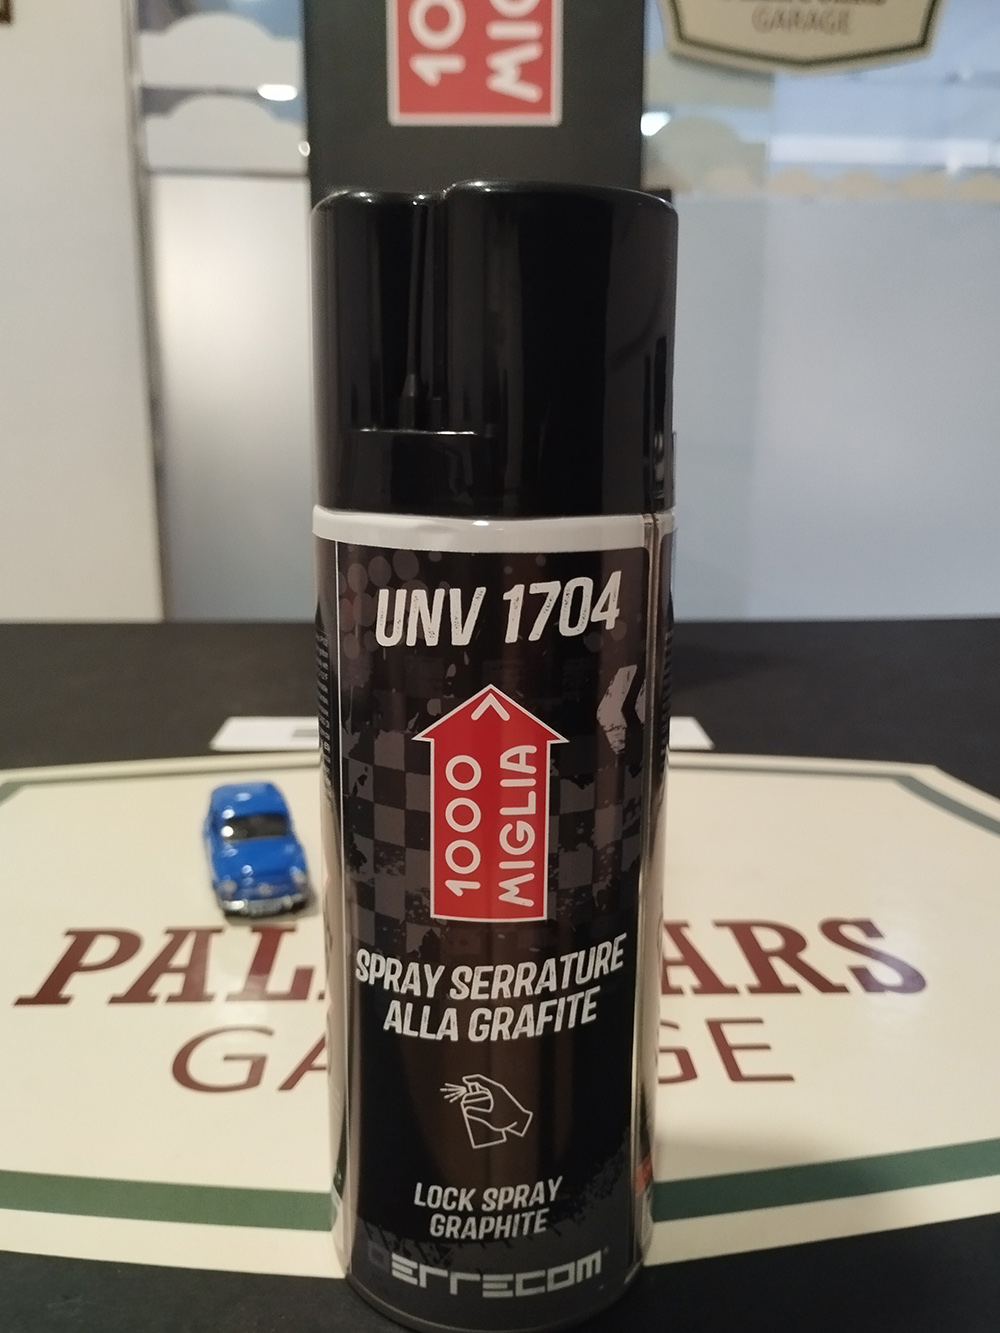 GARAGE
UNV 1704
1000
MIGLIA
SPRAY SERRATURE
ALLA GRAFITE
LOCK SPRAY
GRAPHITE
ERRECOM